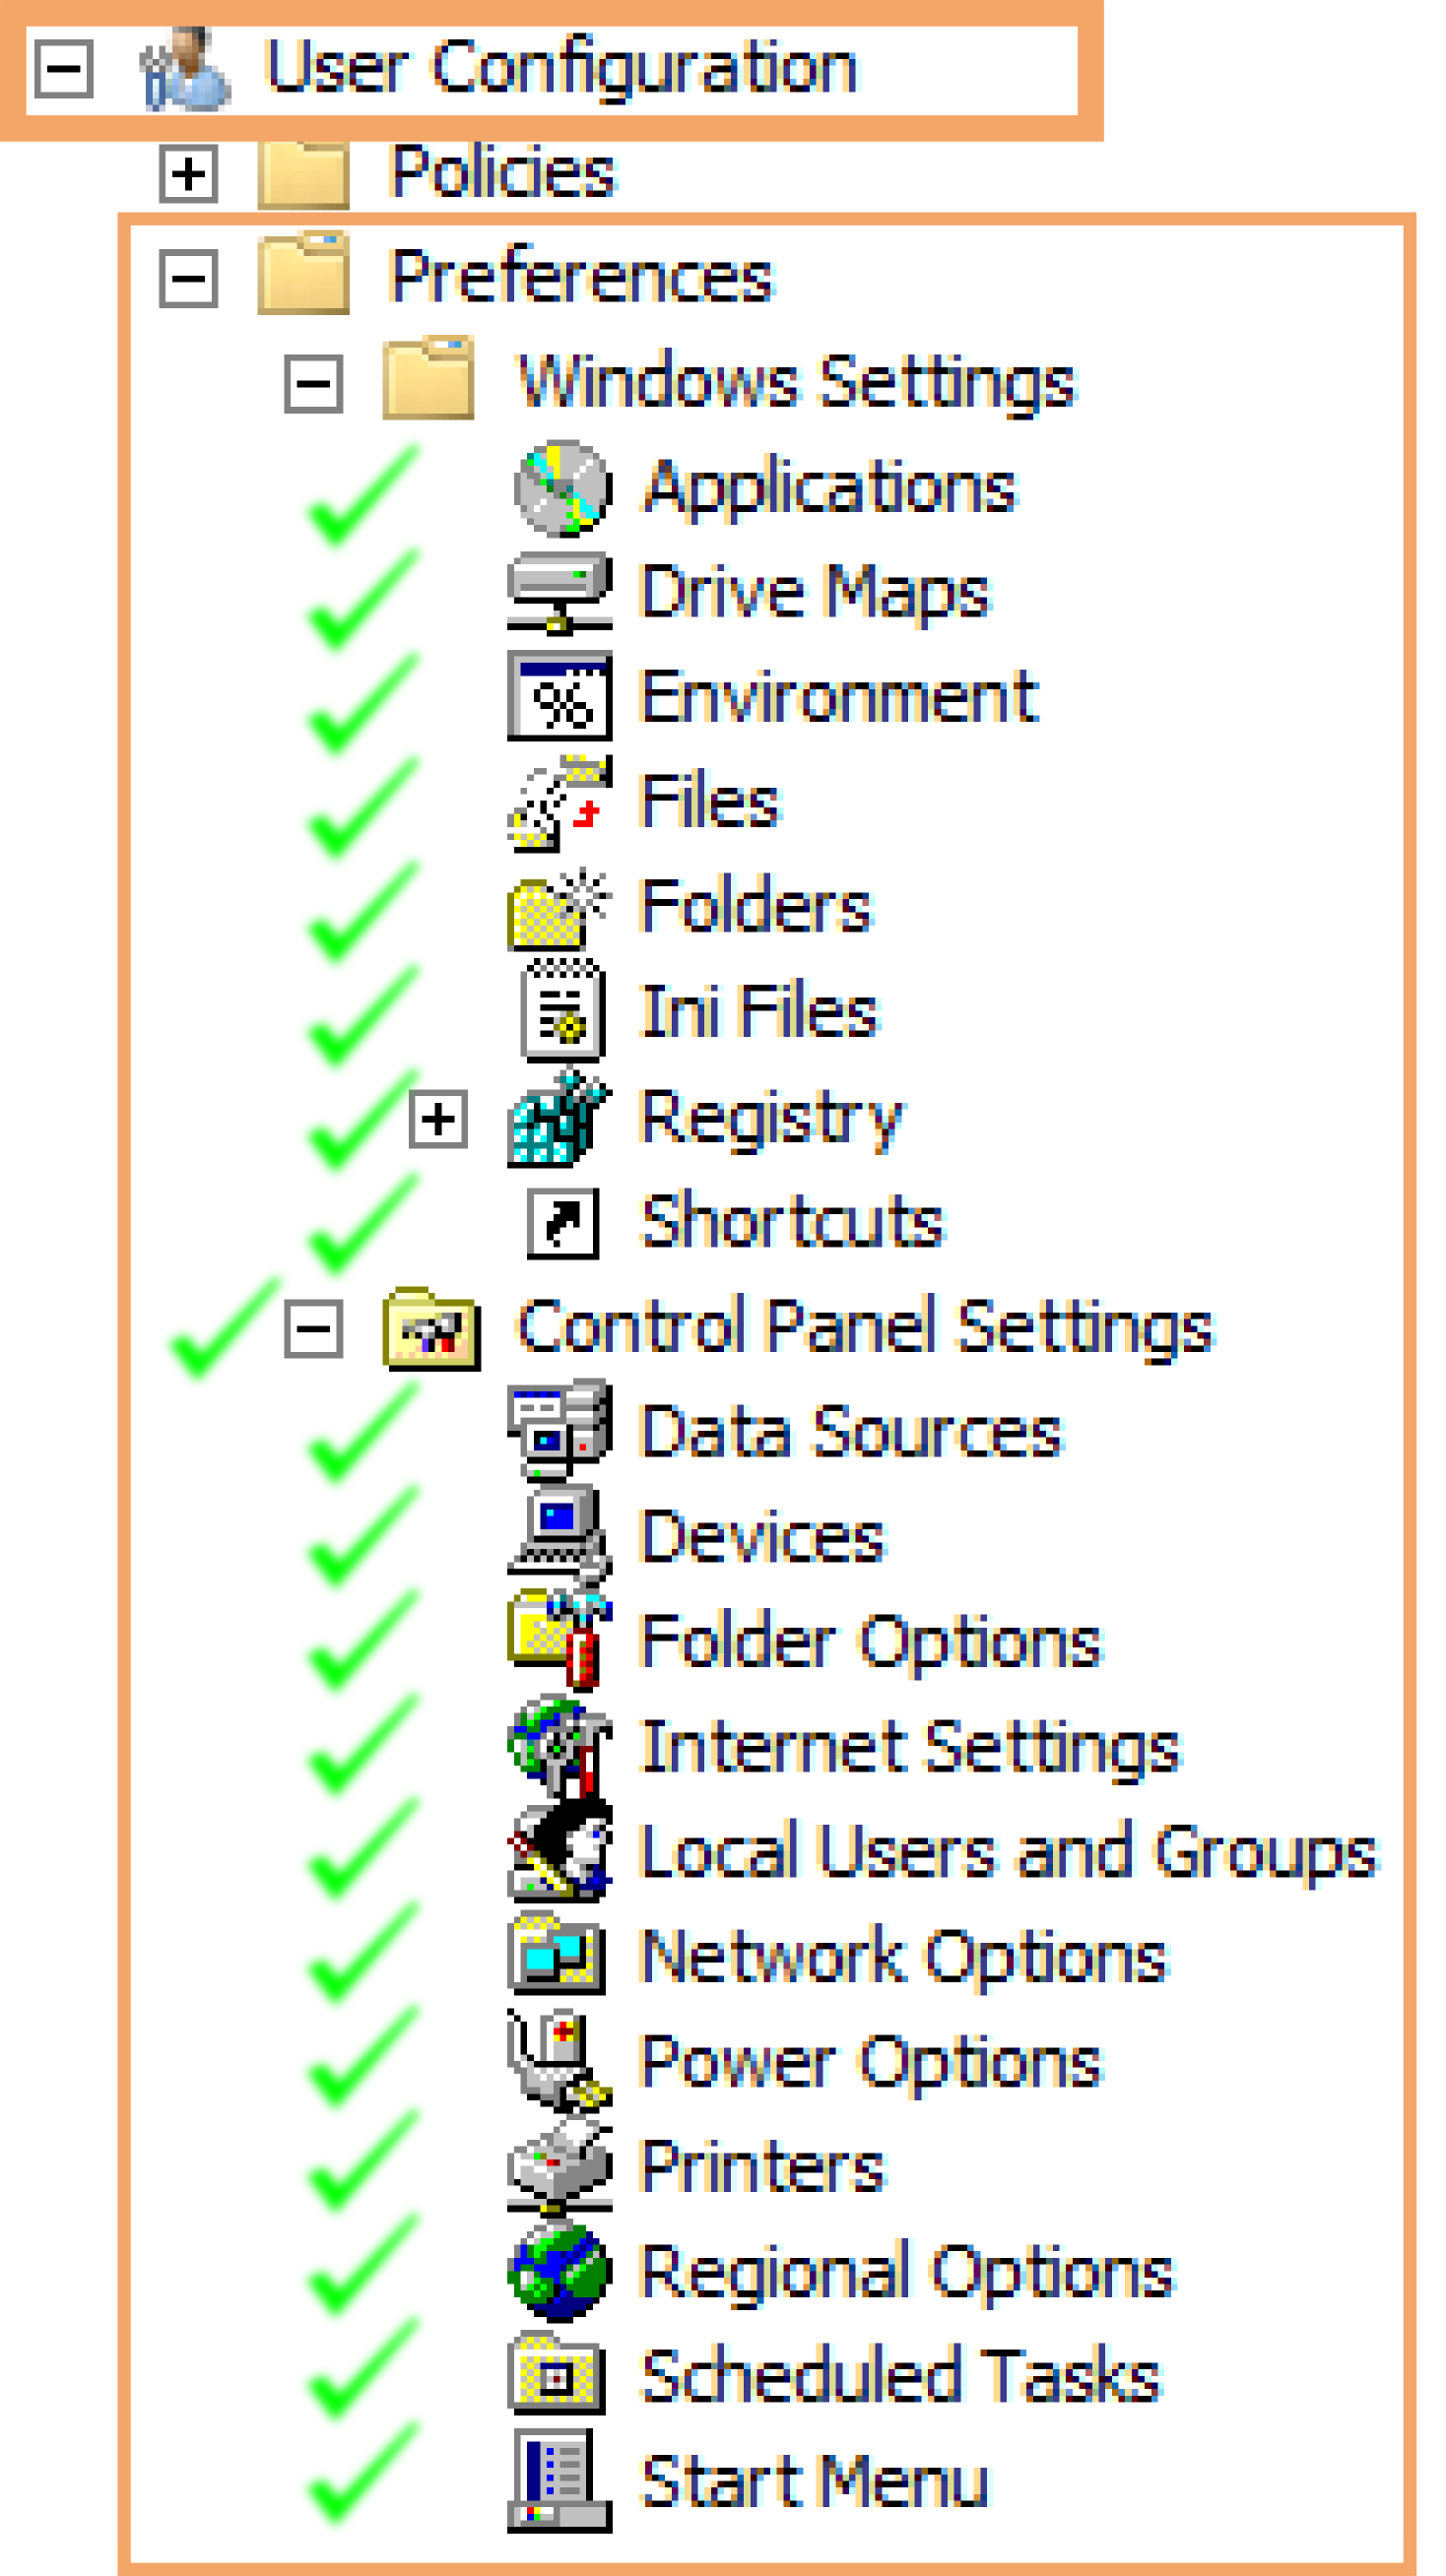 User Configuration
Policies
Preferences
Windows Settings
Applications
Drive Maps
Environment
Files
Folders
Ini Files
Registry
Shortcuts
Control Panel Settings
Data Sources
Devices
Folder Options
Internet Settings
Local Users and Groups
Network Options
Power Options
Printers
Regional Options
Scheduled Tasks
Start Menu